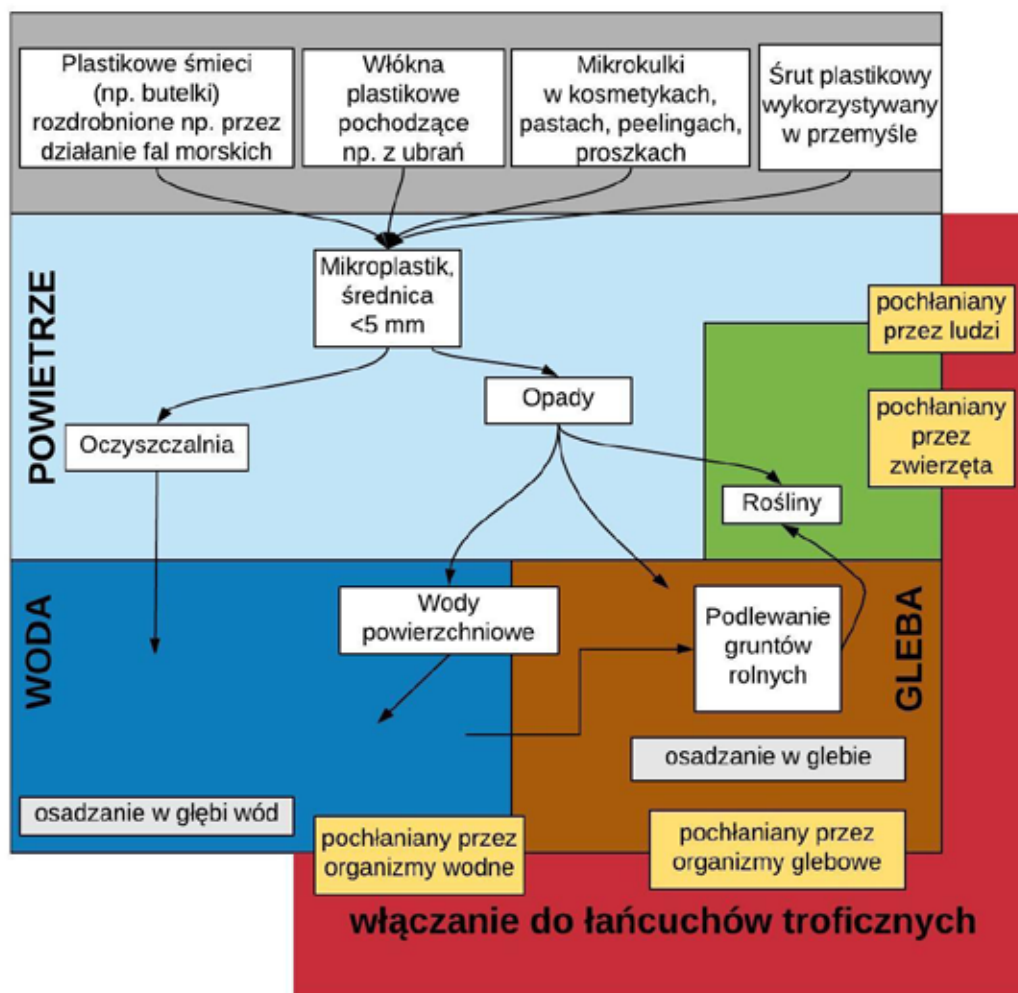 Plastikowe śmieci
(np. butelki)
rozdrobnione np. przez
działanie fal morskich
Włókna
plastikowe
pochodzące
np. z ubrań
Mikrokulki
w kosmetykach,
pastach, peelingach,
proszkach
Śrut plastikowy
wykorzystywany
w przemyśle
POWIETRZE
Mikroplastik,
średnica
<5 mm
pochłaniany
przez ludzi
Opady
pochłaniany
przez
zwierzęta
Oczyszczalnia
Rośliny
WODA
Wody
powierzchniowe
Podlewanie
gruntów
rolnych
GLEBA
osadzanie w glebie
osadzanie w głębi wód
pochłaniany przez
organizmy wodne
pochłaniany przez
organizmy glebowe
włączanie do łańcuchów troficznych